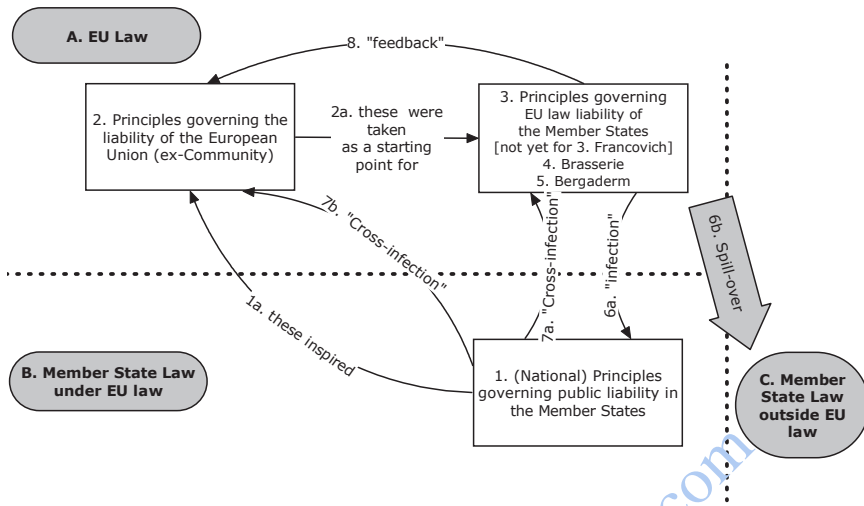 A. EU Law
8. "feedback"
2. Principles governing the
liability of the European
Union (ex-Community)
2a. these were
taken
as a starting
point for
3. Principles governing
EU law liability of
the Member States
[not yet for 3. Francovich]
4. Brasserie
5. Bergaderm
7b. "Cross-infection"
7a. "Cross-infection"
6a. "infection"
6b. Spill-over
1a. these inspired
B. Member State Law
under EU law
1. (National) Principles
governing public liability in
the Member States
C. Member
State Law
outside EU
law
com